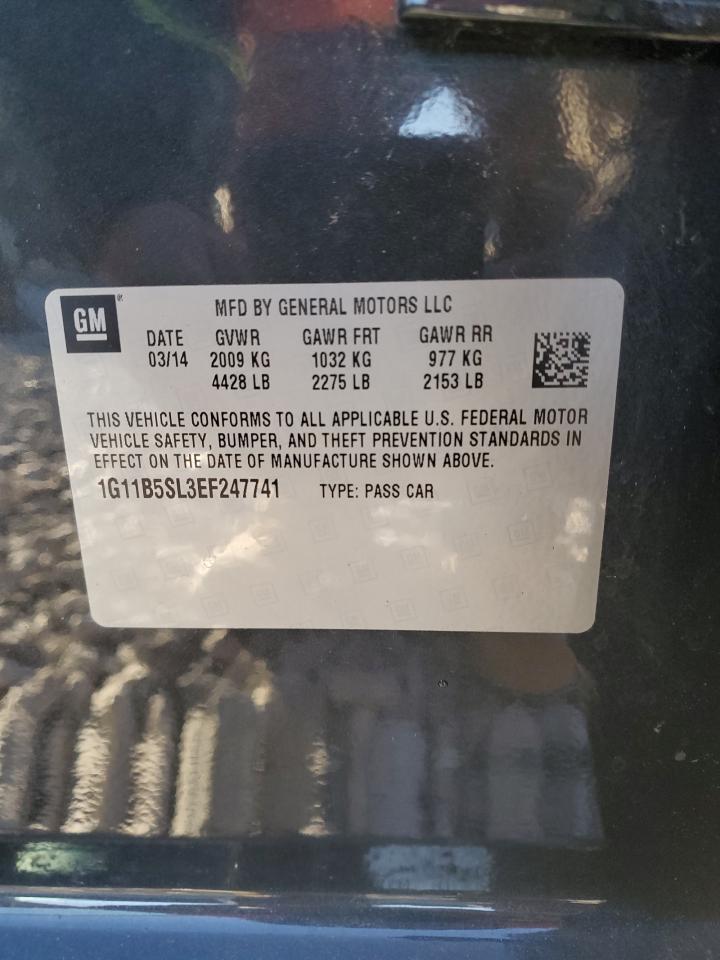 GM®
MFD BY GENERAL MOTORS LLC
DATE GVWR GAWR FRT GAWR RR
03/14 2009 KG 1032 KG 977 KG
4428 LB 2275 LB 2153 LB
THIS VEHICLE CONFORMS TO ALL APPLICABLE U.S. FEDERAL MOTOR
VEHICLE SAFETY, BUMPER, AND THEFT PREVENTION STANDARDS IN
EFFECT ON THE DATE OF MANUFACTURE SHOWN ABOVE.
1G11B5SL3EF247741 TYPE: PASS CAR